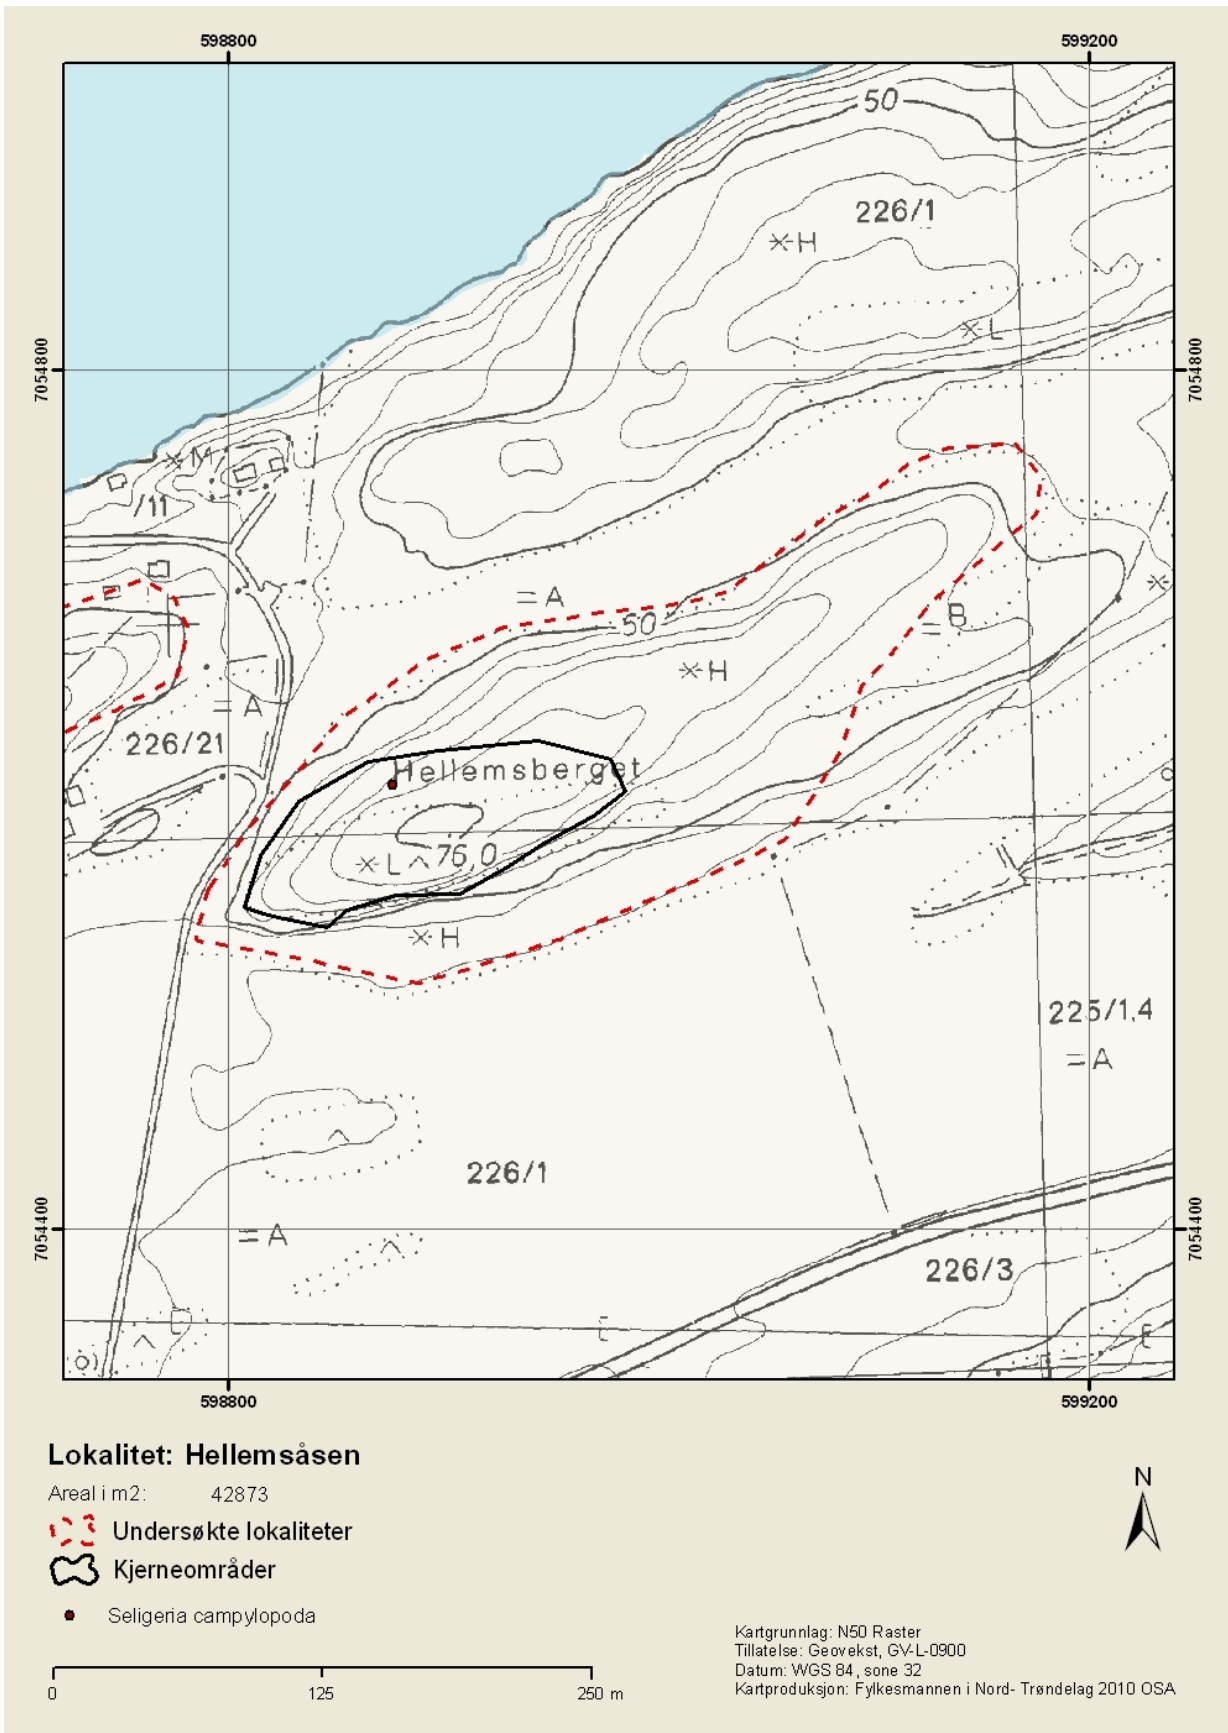 598800
599200
50
226/1
H
L
7054800
7054800
M
/11
A
50
B
H
A
226/21
Hellemsberget
L
76,0
H
225/1,4
A
226/1
A
7054400
7054400
226/3
598800
599200
Lokalitet: Hellemsåsen
Areal i m2: 42873
Undersøkte lokaliteter
Kjerneområder
Seligeria campylopoda
N
0 125 250 m
Kartgrunnlag: N50 Raster
Tillatelse: Geovekst, GV-L-0900
Datum: WGS 84, sone 32
Kartproduksjon: Fylkesmannen i Nord- Trøndelag 2010 OSA